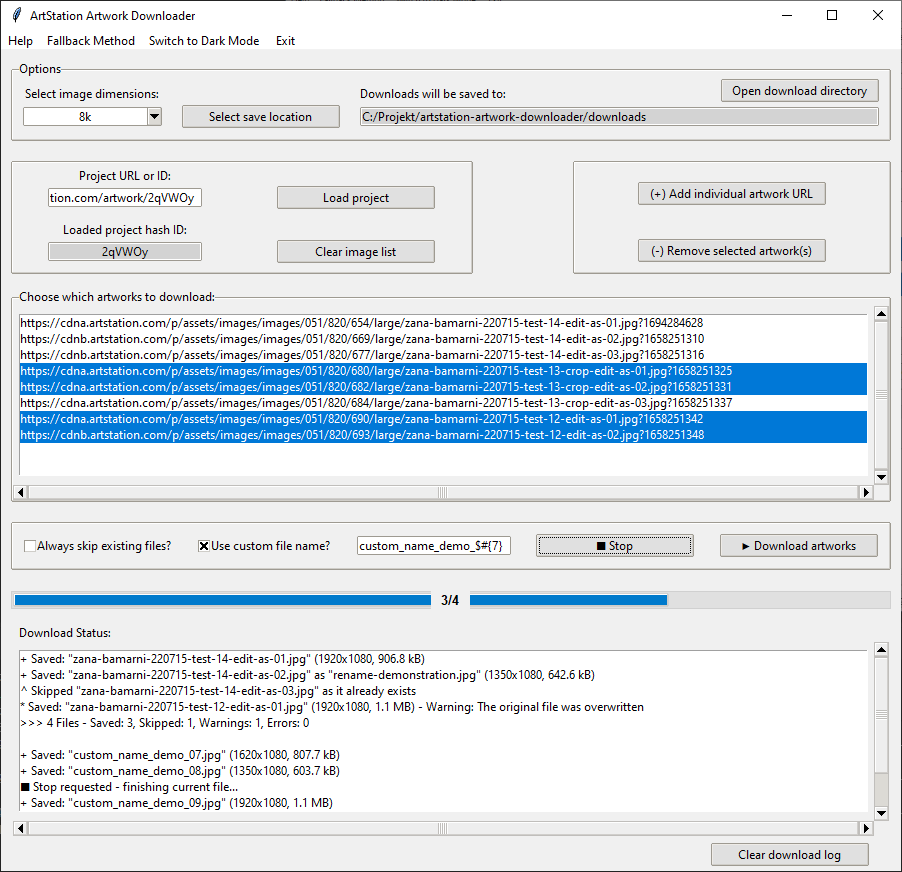 ArtStation Artwork Downloader
Help Fallback Method Switch to Dark Mode Exit
Options
Select image dimensions:
Downloads will be saved to:
Open download directory
8k
Select save location
C:/Projekt/artstation-artwork-downloader/downloads
Project URL or ID:
tion.com/artwork/2qVWOy
Load project
(+) Add individual artwork URL
Loaded project hash ID:
2qVWOy
Clear image list
(-) Remove selected artwork(s)
Choose which artworks to download:
https://cdna.artstation.com/p/assets/images/images/051/820/654/large/zana-bamarni-220715-test-14-edit-as-01.jpg?1694284628
https://cdnb.artstation.com/p/assets/images/images/051/820/669/large/zana-bamarni-220715-test-14-edit-as-02.jpg?1658251310
https://cdnb.artstation.com/p/assets/images/images/051/820/677/large/zana-bamarni-220715-test-14-edit-as-03.jpg?1658251316
https://cdna.artstation.com/p/assets/images/images/051/820/680/large/zana-bamarni-220715-test-13-crop-edit-as-01.jpg?1658251325
https://cdna.artstation.com/p/assets/images/images/051/820/682/large/zana-bamarni-220715-test-13-crop-edit-as-02.jpg?1658251331
https://cdna.artstation.com/p/assets/images/images/051/820/684/large/zana-bamarni-220715-test-13-crop-edit-as-03.jpg?1658251337
https://cdna.artstation.com/p/assets/images/images/051/820/690/large/zana-bamarni-220715-test-12-edit-as-01.jpg?1658251342
https://cdnb.artstation.com/p/assets/images/images/051/820/693/large/zana-bamarni-220715-test-12-edit-as-02.jpg?1658251348
Always skip existing files?
Use custom file name?
custom_name_demo_$#{7}
■ Stop
► Download artworks
3/4
Download Status:
+ Saved: "zana-bamarni-220715-test-14-edit-as-01.jpg" (1920x1080, 906.8 kB)
+ Saved: "zana-bamarni-220715-test-14-edit-as-02.jpg" as "rename-demonstration.jpg" (1350x1080, 642.6 kB)
^ Skipped "zana-bamarni-220715-test-14-edit-as-03.jpg" as it already exists
* Saved: "zana-bamarni-220715-test-12-edit-as-01.jpg" (1920x1080, 1.1 MB) - Warning: The original file was overwritten
>>> 4 Files - Saved: 3, Skipped: 1, Warnings: 1, Errors: 0
+ Saved: "custom_name_demo_07.jpg" (1620x1080, 807.7 kB)
+ Saved: "custom_name_demo_08.jpg" (1350x1080, 603.7 kB)
■ Stop requested - finishing current file...
+ Saved: "custom_name_demo_09.jpg" (1920x1080, 1.1 MB)
Clear download log